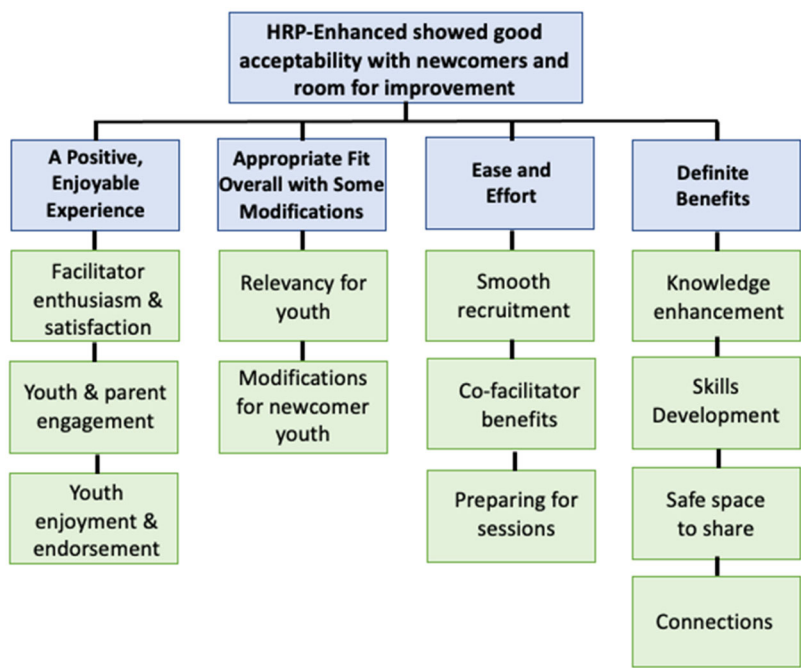 HRP-Enhanced showed good
acceptability with newcomers and
room for improvement
A Positive,
Enjoyable
Experience
Appropriate Fit
Overall with Some
Modifications
Ease and
Effort
Definite
Benefits
Facilitator
enthusiasm &
satisfaction
Relevancy for
youth
Smooth
recruitment
Knowledge
enhancement
Youth & parent
engagement
Modifications
for newcomer
youth
Co-facilitator
benefits
Skills
Development
Youth
enjoyment &
endorsement
Preparing for
sessions
Safe space
to share
Connections